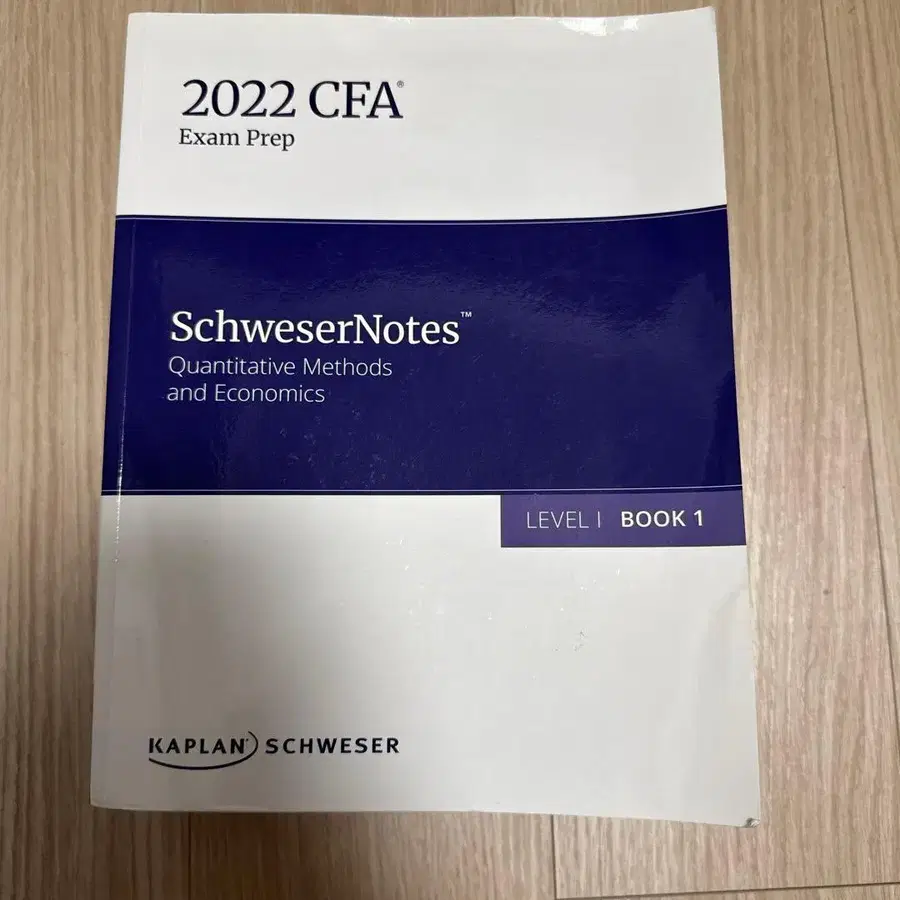 2022 CFA®
Exam Prep
SchweserNotes™
Quantitative Methods
and Economics
LEVEL I BOOK 1
KAPLAN SCHWESER